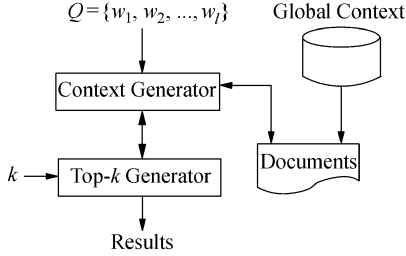 Q={w1, w2, ..., wl}
Global Context
Context Generator
Documents
k
Top-k Generator
Results